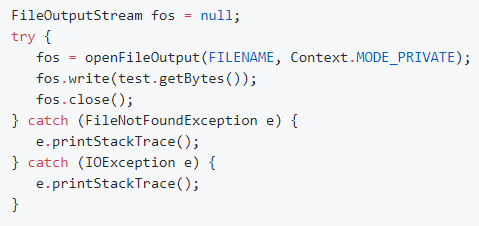 FileOutputStream fos = null;
try {
   fos = openFileOutput(FILENAME, Context.MODE_PRIVATE);
   fos.write(test.getBytes());
   fos.close();
} catch (FileNotFoundException e) {
   e.printStackTrace();
} catch (IOException e) {
   e.printStackTrace();
}